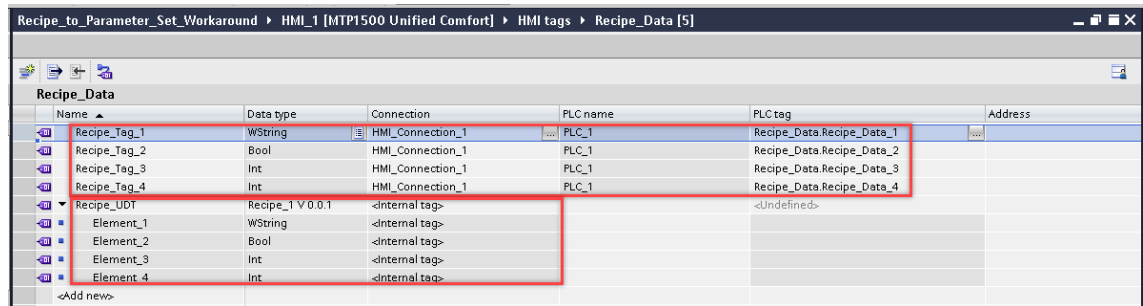 Recipe_to_Parameter_Set_Workaround ▸ HMI_1 [MTP1500 Unified Comfort] ▸ HMI tags ▸ Recipe_Data [5]
Recipe_Data
Name Data type Connection PLC name PLC tag Address
Recipe_Tag_1 WString HMI_Connection_1 ... PLC_1 Recipe_Data.Recipe_Data_1 ...
Recipe_Tag_2 Bool HMI_Connection_1 PLC_1 Recipe_Data.Recipe_Data_2
Recipe_Tag_3 Int HMI_Connection_1 PLC_1 Recipe_Data.Recipe_Data_3
Recipe_Tag_4 Int HMI_Connection_1 PLC_1 Recipe_Data.Recipe_Data_4
Recipe_UDT Recipe_1 V 0.0.1 <Internal tag> <Undefined>
Element_1 WString <Internal tag>
Element_2 Bool <Internal tag>
Element_3 Int <Internal tag>
Element_4 Int <Internal tag>
<Add new>